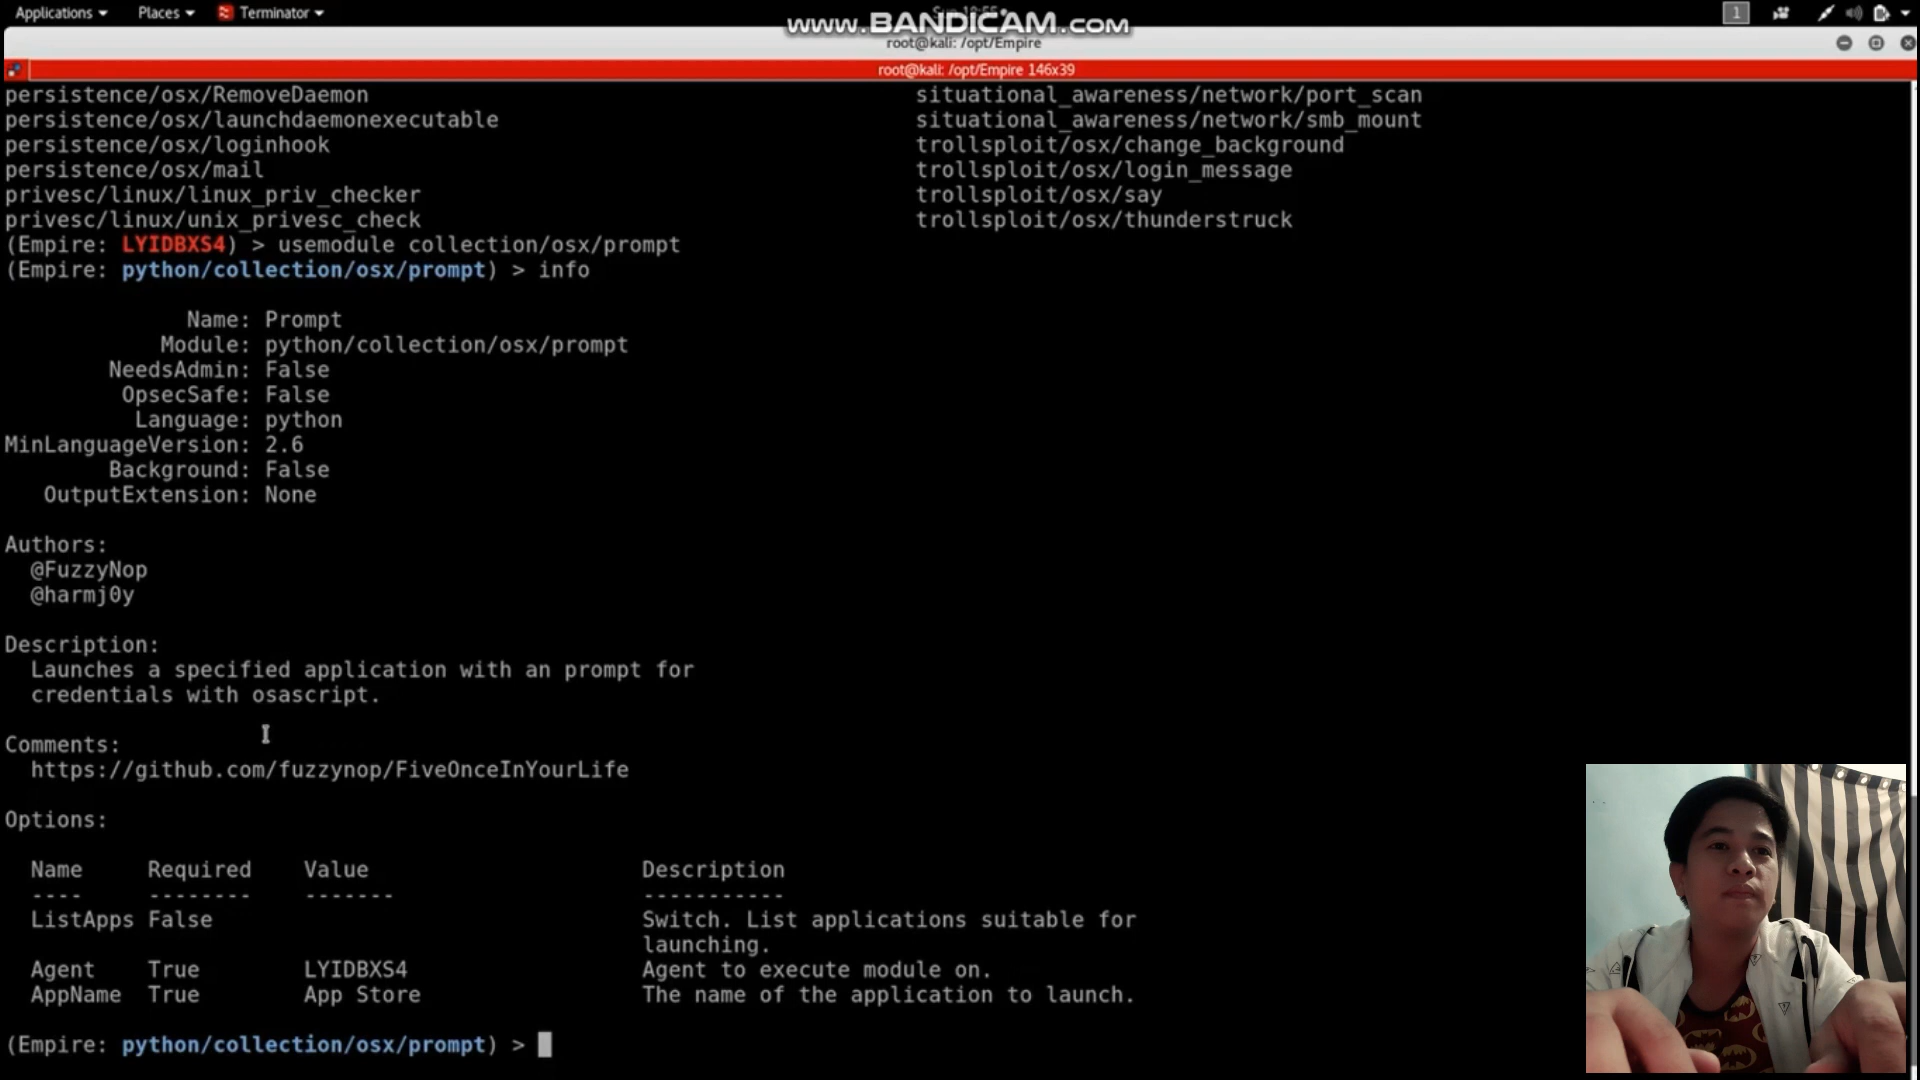 Applications
Places
Terminator
www.BANDICAM.com
1
root@kali: /opt/Empire
root@kali: /opt/Empire 146x39
persistence/osx/RemoveDaemon situational_awareness/network/port_scan
persistence/osx/launchdaemonexecutable situational_awareness/network/smb_mount
persistence/osx/loginhook trollsploit/osx/change_background
persistence/osx/mail trollsploit/osx/login_message
privesc/linux/linux_priv_checker trollsploit/osx/say
privesc/linux/unix_privesc_check trollsploit/osx/thunderstruck
(Empire: LYIDBXS4) > usemodule collection/osx/prompt
(Empire: python/collection/osx/prompt) > info
Name: Prompt
Module: python/collection/osx/prompt
NeedsAdmin: False
OpsecSafe: False
Language: python
MinLanguageVersion: 2.6
Background: False
OutputExtension: None
Authors:
@FuzzyNop
@harmj0y
Description:
Launches a specified application with an prompt for
credentials with osascript.
Comments:
https://github.com/fuzzynop/FiveOnceInYourLife
Options:
Name Required Value Description
---- -------- ------- -----------
ListApps False Switch. List applications suitable for
launching.
Agent True LYIDBXS4 Agent to execute module on.
AppName True App Store The name of the application to launch.
(Empire: python/collection/osx/prompt) >